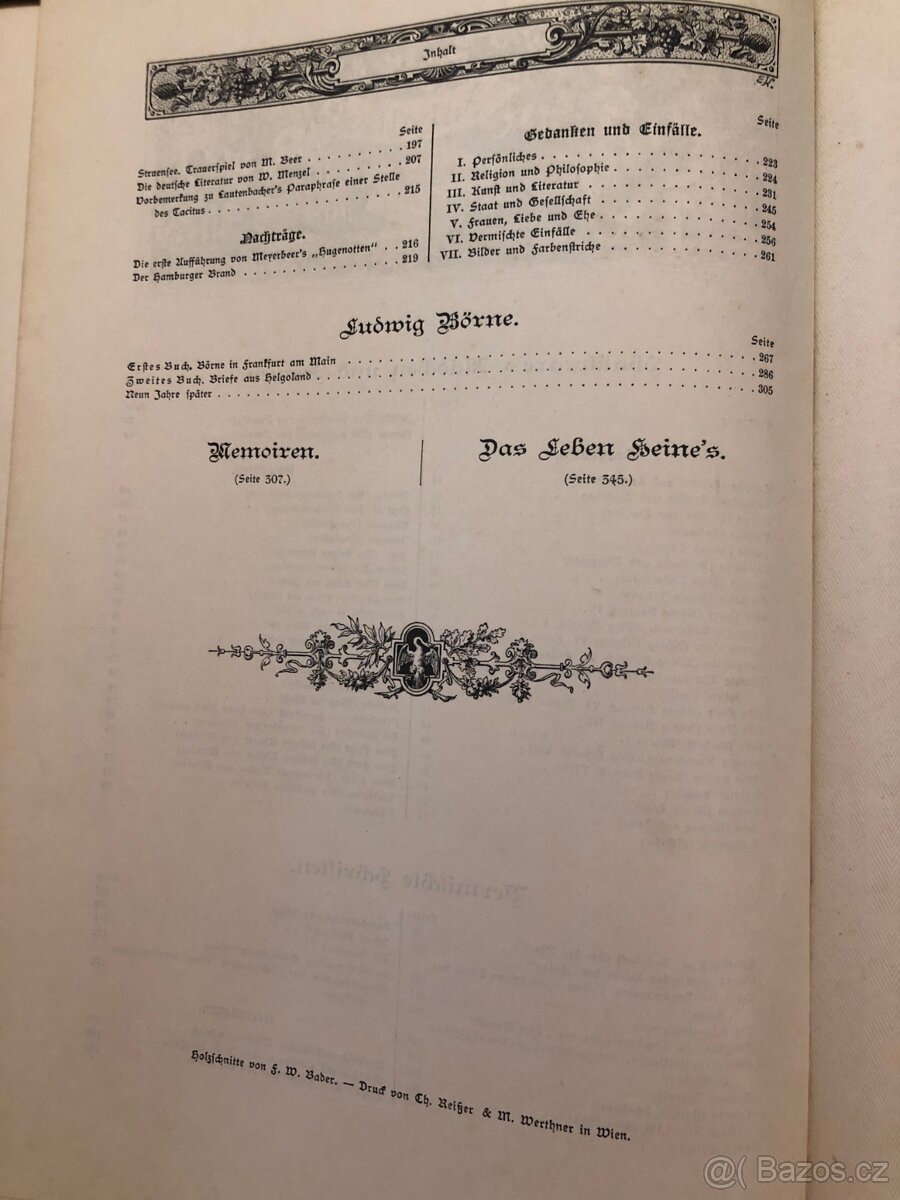 Inhalt
E.H.
Seite
Struensee. Trauerspiel von M. Beer . . . . . . . . . . 197
Die deutsche Literatur von W. Menzel . . . . . . . . . 207
Vorbemerkung zu Lautenbacher's Paraphrase einer Stelle
des Tacitus . . . . . . . . . . . . . . . . . . . 215
Nachträge.
Die erste Aufführung von Meyerbeer's „Hugenotten" . . 216
Der Hamburger Brand . . . . . . . . . . . . . . . 219
Gedanken und Einfälle.
Seite
I. Persönliches . . . . . . . . . . . . . . . . . 223
II. Religion und Philosophie . . . . . . . . . . . 224
III. Kunst und Literatur . . . . . . . . . . . . . 231
IV. Staat und Gesellschaft . . . . . . . . . . . . 245
V. Frauen, Liebe und Ehe . . . . . . . . . . . . 254
VI. Vermischte Einfälle . . . . . . . . . . . . . 256
VII. Bilder und Farbenstriche . . . . . . . . . . . 261
Ludwig Börne.
Seite
Erstes Buch. Börne in Frankfurt am Main . . . . . . . . . . . . . . . . . . . . 267
Zweites Buch. Briefe aus Helgoland . . . . . . . . . . . . . . . . . . . . . . 286
Neun Jahre später . . . . . . . . . . . . . . . . . . . . . . . . . . . . . 305
Memoiren.
(Seite 307.)
Das Leben Heine's.
(Seite 345.)
Vermischte Schriften.
Holzschnitte von F. W. Bader. — Druck von Ch. Reißer & M. Werthner in Wien.
@( Bazos.cz